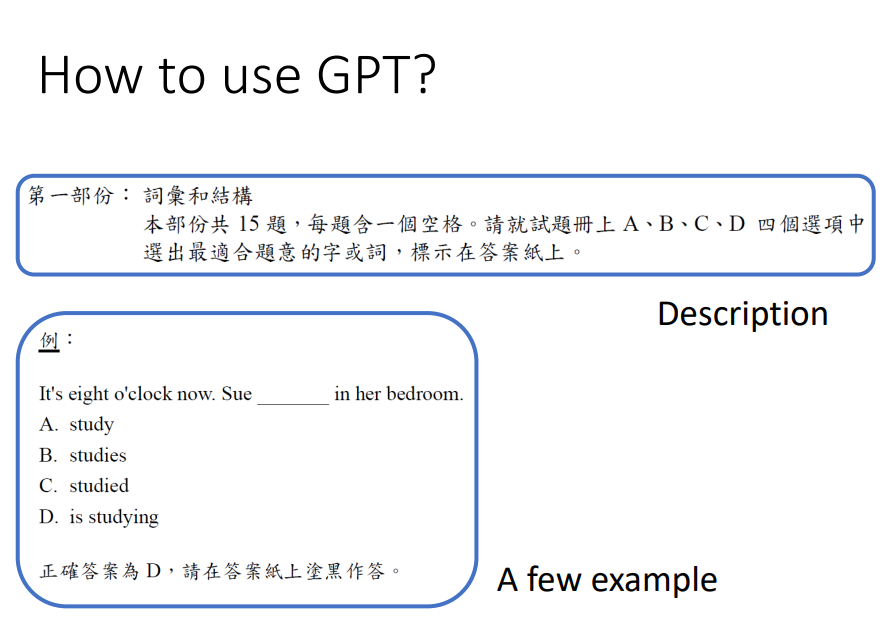 How to use GPT?
第一部份： 詞彙和結構
本部份共 15 題，每題含一個空格。請就試題冊上 A、B、C、D 四個選項中
選出最適合題意的字或詞，標示在答案紙上。
Description
例：
It's eight o'clock now. Sue _______ in her bedroom.
A. study
B. studies
C. studied
D. is studying
正確答案為 D，請在答案紙上塗黑作答。
A few example